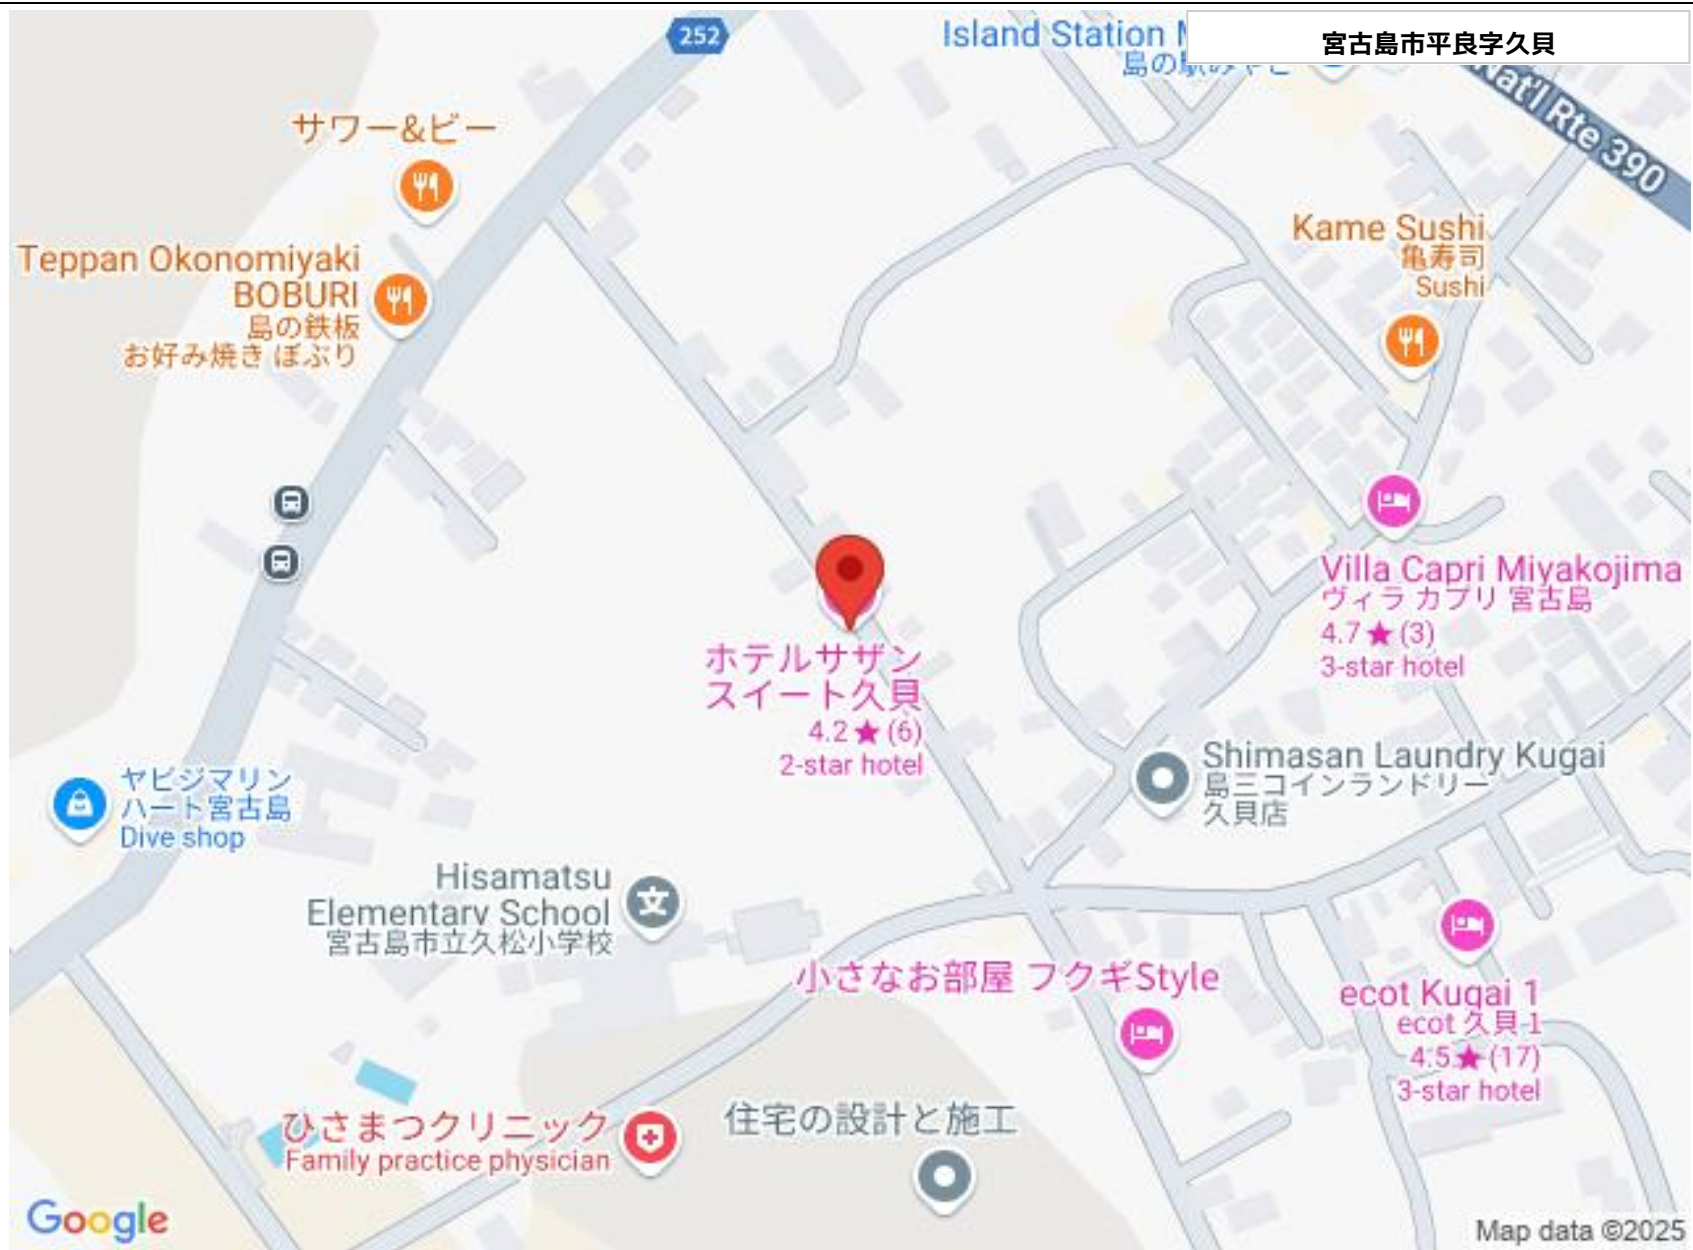 252
Island Station
島の駅みやこ
宮古島市平良字久貝
Nat'l Rte 390
サワー&ビー
Teppan Okonomiyaki
BOBURI
島の鉄板
お好み焼き ぼぶり
Kame Sushi
亀寿司
Sushi
Villa Capri Miyakojima
ヴィラ カプリ 宮古島
4.7 ★ (3)
3-star hotel
ホテルサザン
スイート久貝
4.2 ★ (6)
2-star hotel
Shimasan Laundry Kugai
島三コインランドリー
久貝店
ヤビジマリン
ハート宮古島
Dive shop
Hisamatsu
Elementary School
宮古島市立久松小学校
文
小さなお部屋 フクギStyle
ecot Kugai 1
ecot 久貝 1
4.5 ★ (17)
3-star hotel
ひさまつクリニック
Family practice physician
住宅の設計と施工
Google
Map data ©2025